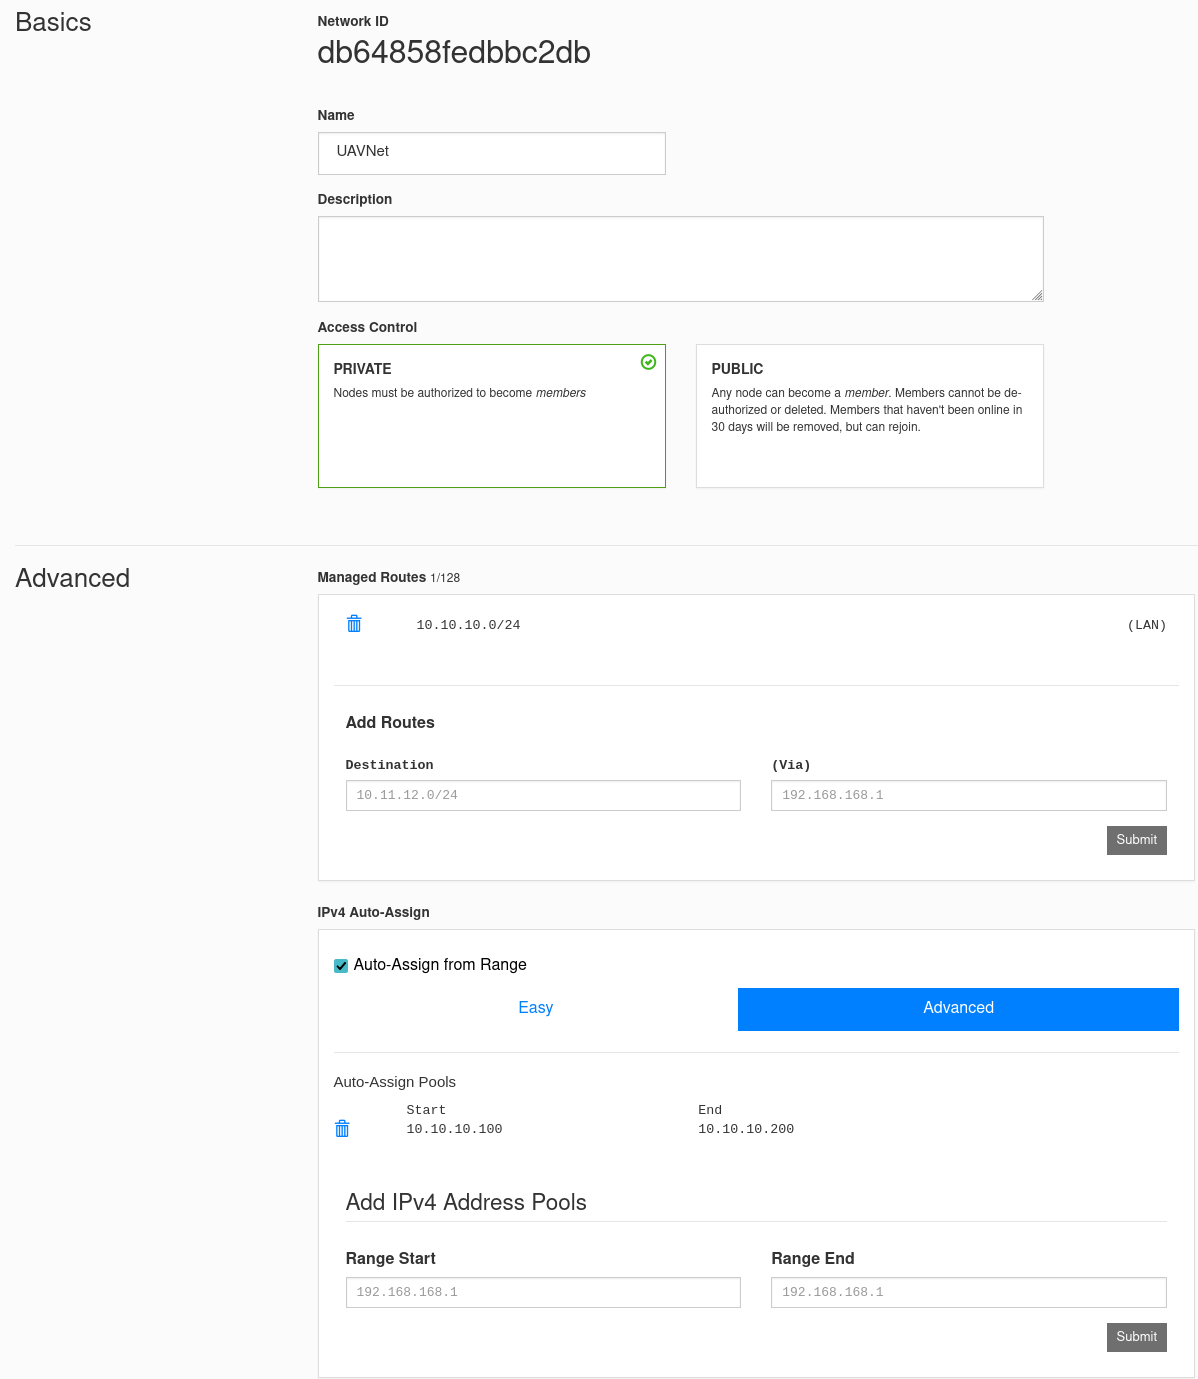 Basics
Network ID
db64858fedbbc2db
Name
UAVNet
Description
Access Control
PRIVATE
Nodes must be authorized to become members
PUBLIC
Any node can become a member. Members cannot be de-
authorized or deleted. Members that haven't been online in
30 days will be removed, but can rejoin.
Advanced
Managed Routes 1/128
10.10.10.0/24 (LAN)
Add Routes
Destination (Via)
10.11.12.0/24 192.168.168.1
Submit
IPv4 Auto-Assign
Auto-Assign from Range
Easy Advanced
Auto-Assign Pools
Start End
10.10.10.100 10.10.10.200
Add IPv4 Address Pools
Range Start Range End
192.168.168.1 192.168.168.1
Submit